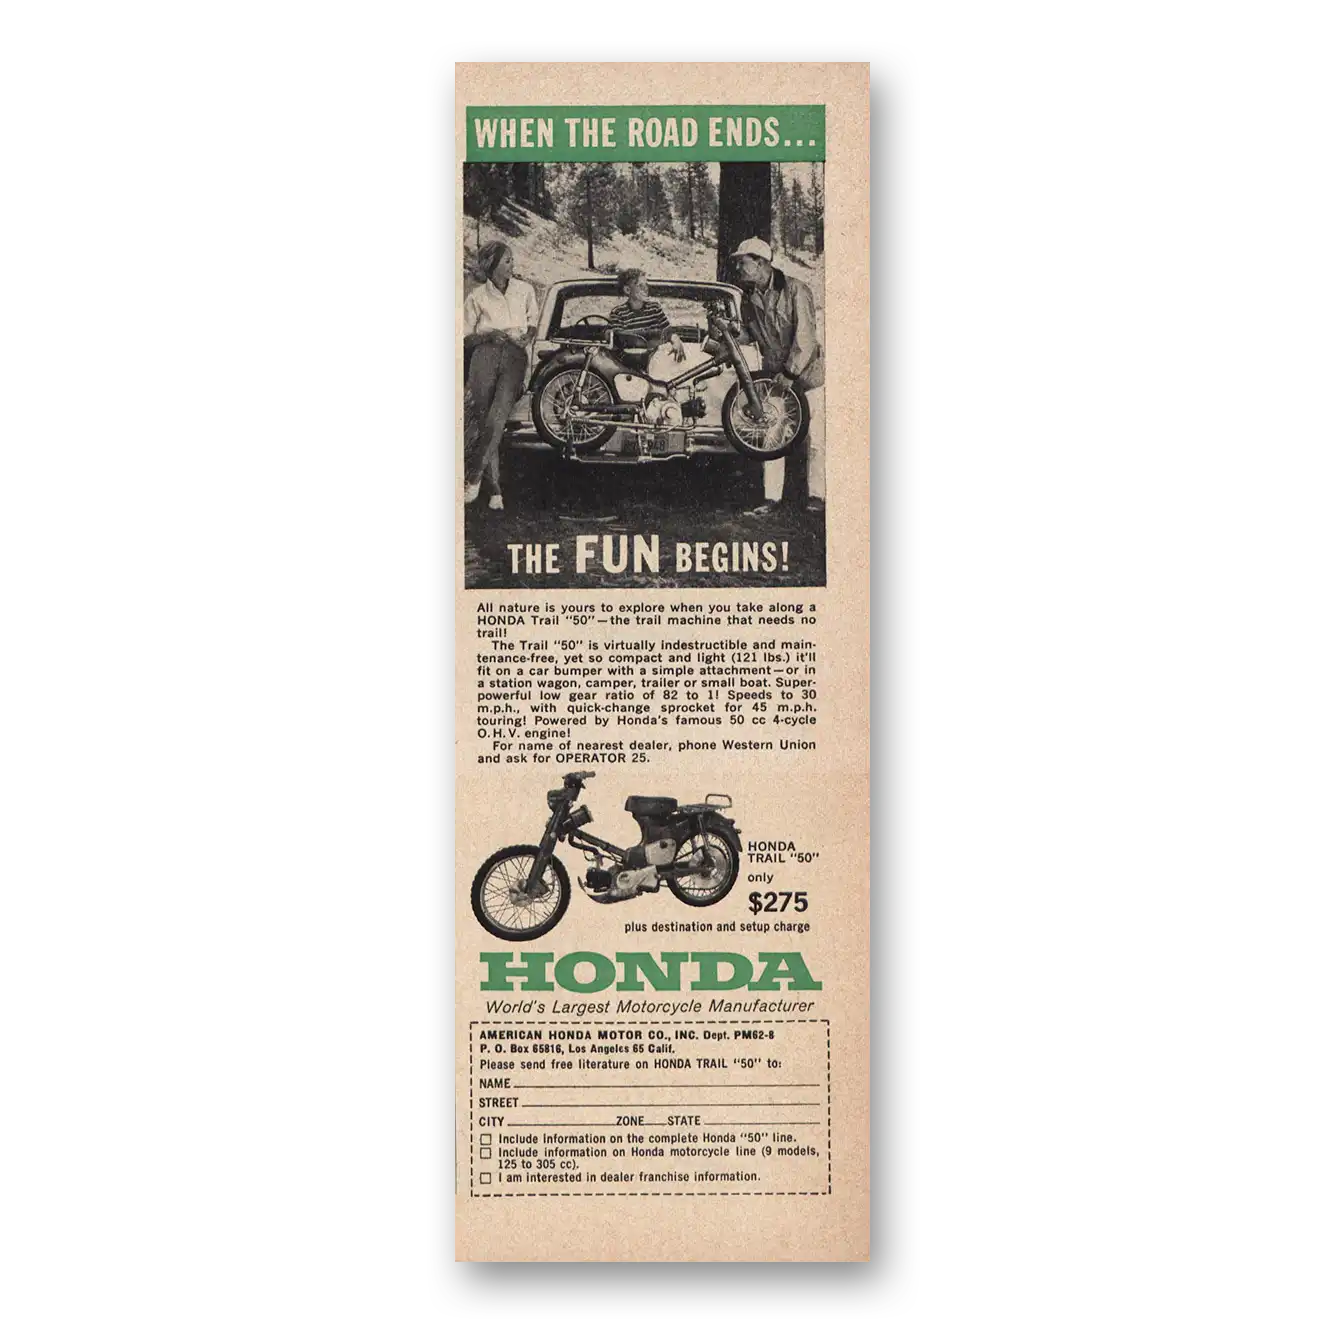 WHEN THE ROAD ENDS...
THE FUN BEGINS!
All nature is yours to explore when you take along a
HONDA Trail "50"—the trail machine that needs no
trail!
The Trail "50" is virtually indestructible and main-
tenance-free, yet so compact and light (121 lbs.) it'll
fit on a car bumper with a simple attachment—or in
a station wagon, camper, trailer or small boat. Super-
powerful low gear ratio of 82 to 1! Speeds to 30
m.p.h., with quick-change sprocket for 45 m.p.h.
touring! Powered by Honda's famous 50 cc 4-cycle
O.H.V. engine!
For name of nearest dealer, phone Western Union
and ask for OPERATOR 25.
HONDA
TRAIL "50"
only
$275
plus destination and setup charge
HONDA
World's Largest Motorcycle Manufacturer
AMERICAN HONDA MOTOR CO., INC. Dept. PM62-8
P. O. Box 65816, Los Angeles 65 Calif.
Please send free literature on HONDA TRAIL "50" to:
NAME
STREET
CITY ZONE STATE
Include information on the complete Honda "50" line.
Include information on Honda motorcycle line (9 models,
125 to 305 cc).
I am interested in dealer franchise information.